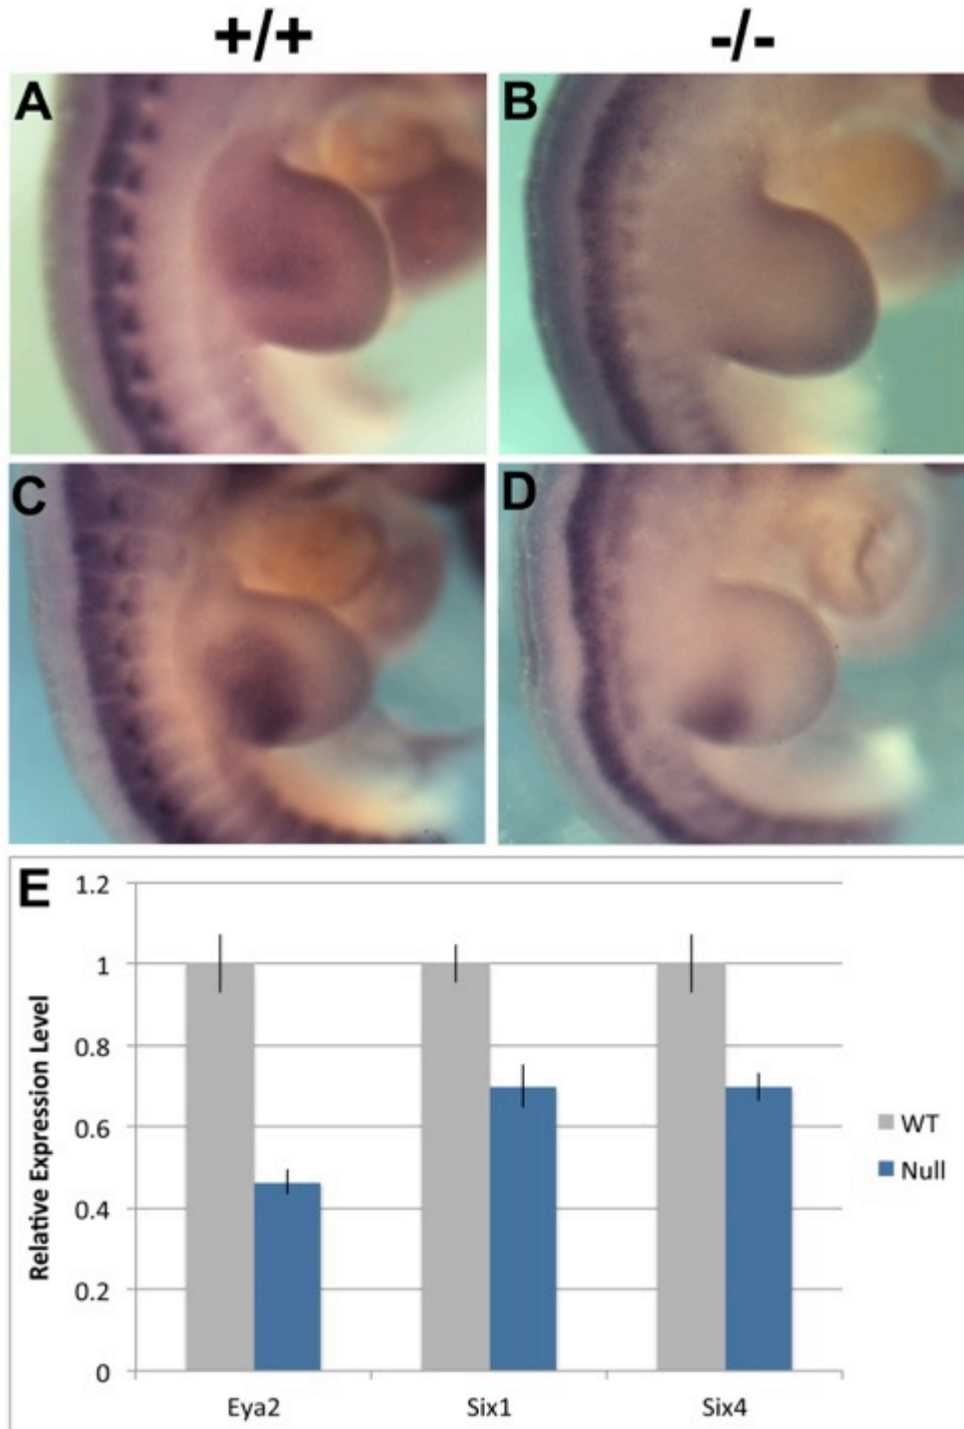 +/+ -/-
A B
C D
E
1.2
1
0.8
0.6
0.4
0.2
0
Relative Expression Level
Eya2 Six1 Six4
WT
Null